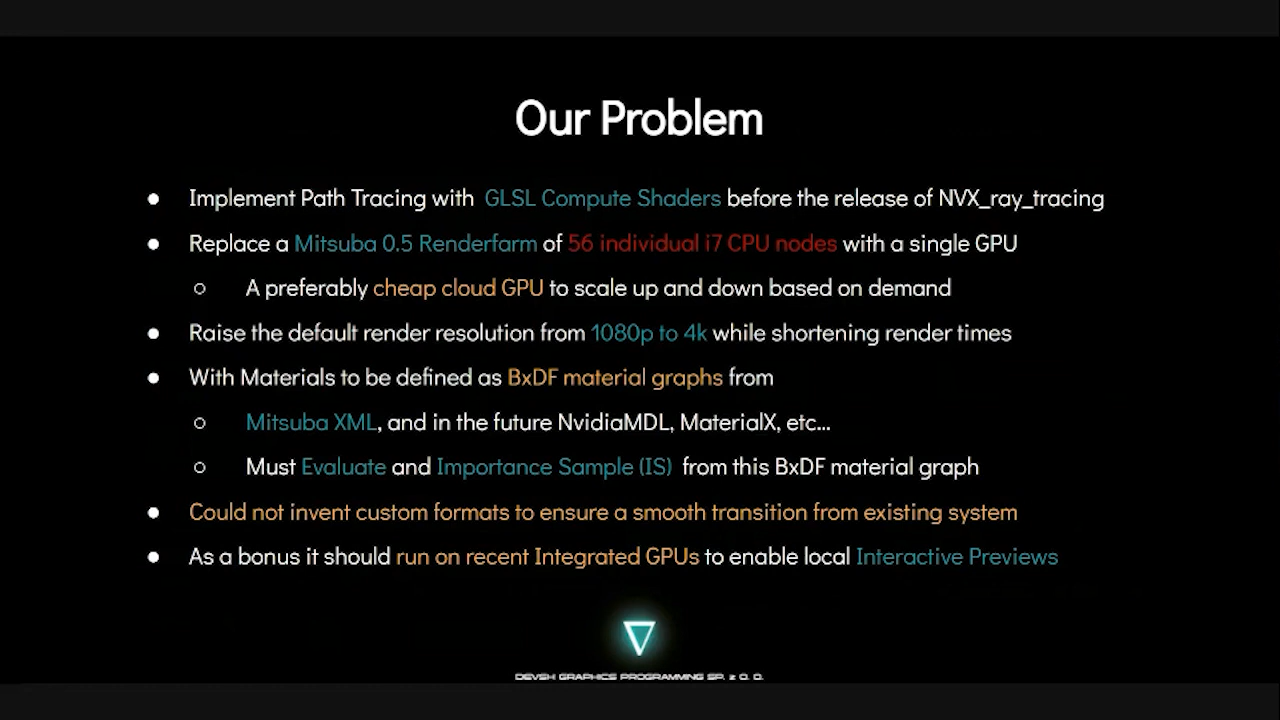 Our Problem
● Implement Path Tracing with GLSL Compute Shaders before the release of NVX_ray_tracing
● Replace a Mitsuba 0.5 Renderfarm of 56 individual i7 CPU nodes with a single GPU
○ A preferably cheap cloud GPU to scale up and down based on demand
● Raise the default render resolution from 1080p to 4k while shortening render times
● With Materials to be defined as BxDF material graphs from
○ Mitsuba XML, and in the future NvidiaMDL, MaterialX, etc...
○ Must Evaluate and Importance Sample (IS) from this BxDF material graph
● Could not invent custom formats to ensure a smooth transition from existing system
● As a bonus it should run on recent Integrated GPUs to enable local Interactive Previews
DEVSH GRAPHICS PROGRAMMING SP. z O. O.